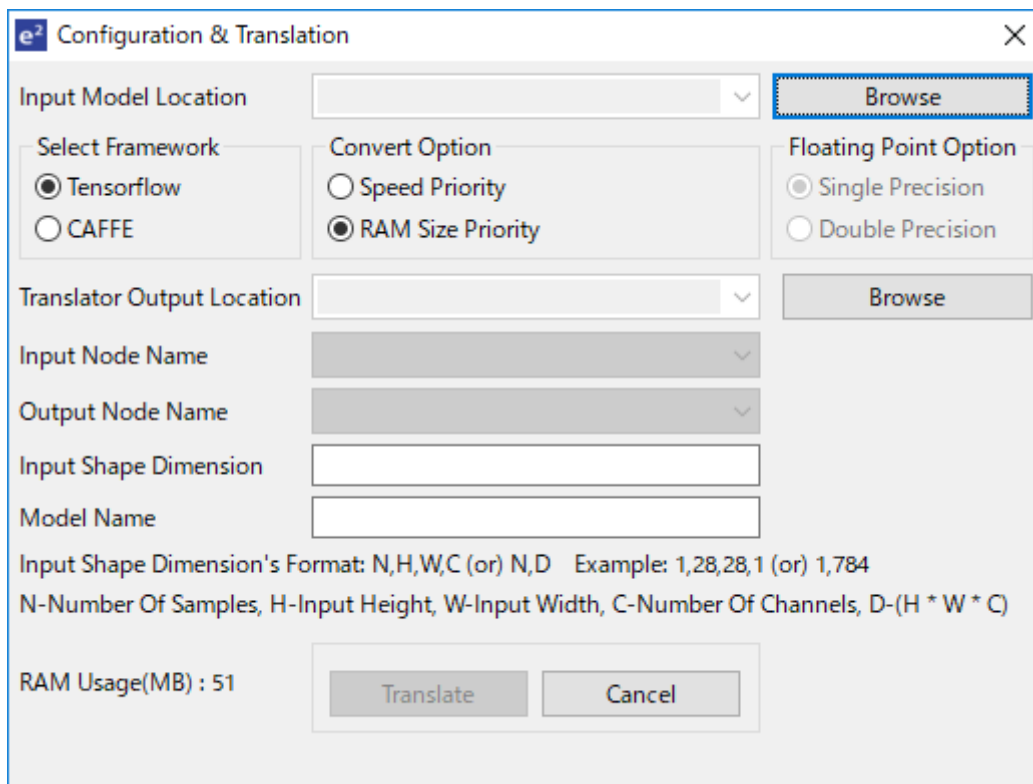 e² Configuration & Translation
Input Model Location Browse
Select Framework Convert Option Floating Point Option
Tensorflow Speed Priority Single Precision
CAFFE RAM Size Priority Double Precision
Translator Output Location Browse
Input Node Name
Output Node Name
Input Shape Dimension
Model Name
Input Shape Dimension's Format: N,H,W,C (or) N,D Example: 1,28,28,1 (or) 1,784
N-Number Of Samples, H-Input Height, W-Input Width, C-Number Of Channels, D-(H * W * C)
RAM Usage(MB) : 51 Translate Cancel